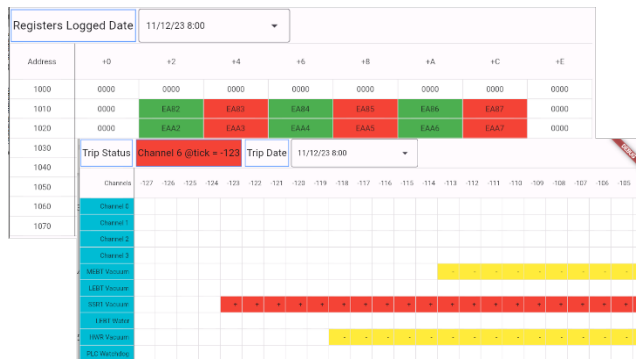 Registers Logged Date 11/12/23 8:00
Address +0 +2 +4 +6 +8 +A +C +E
1000 0000 0000 0000 0000 0000 0000 0000 0000
1010 0000 EA82 EA83 EA84 EA85 EA86 EA87 0000
1020 0000 EAA2 EAA3 EAA4 EAA5 EAA6 EAA7 0000
1030
1040
1050
1060
1070
Trip Status Channel 6 @tick = -123 Trip Date 11/12/23 8:00
Channels -127 -126 -125 -124 -123 -122 -121 -120 -119 -118 -117 -116 -115 -114 -113 -112 -111 -110 -109 -108 -107 -106 -105
Channel 0
Channel 1
Channel 2
Channel 3
MEBT Vacuum - - - - - - - - -
LEBT Vacuum
SSR1 Vacuum + + + + + + + + + + + + + + + + + + +
LEBT Water
HWR Vacuum - - - - - - - - - - - - - -
PLC Watchdog
DEBUG